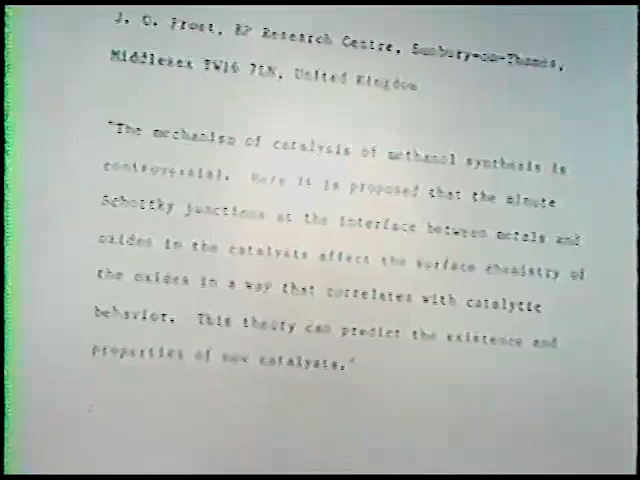 J. C. Frost, BP Research Centre, Sunbury-on-Thames,
Middlesex TW16 7LN, United Kingdom
"The mechanism of catalysis of methanol synthesis is
controversial. Here it is proposed that the minute
Schottky junctions at the interface between metals and
oxides in the catalysts affect the surface chemistry of
the oxides in a way that correlates with catalytic
behavior. This theory can predict the existence and
properties of new catalysts."